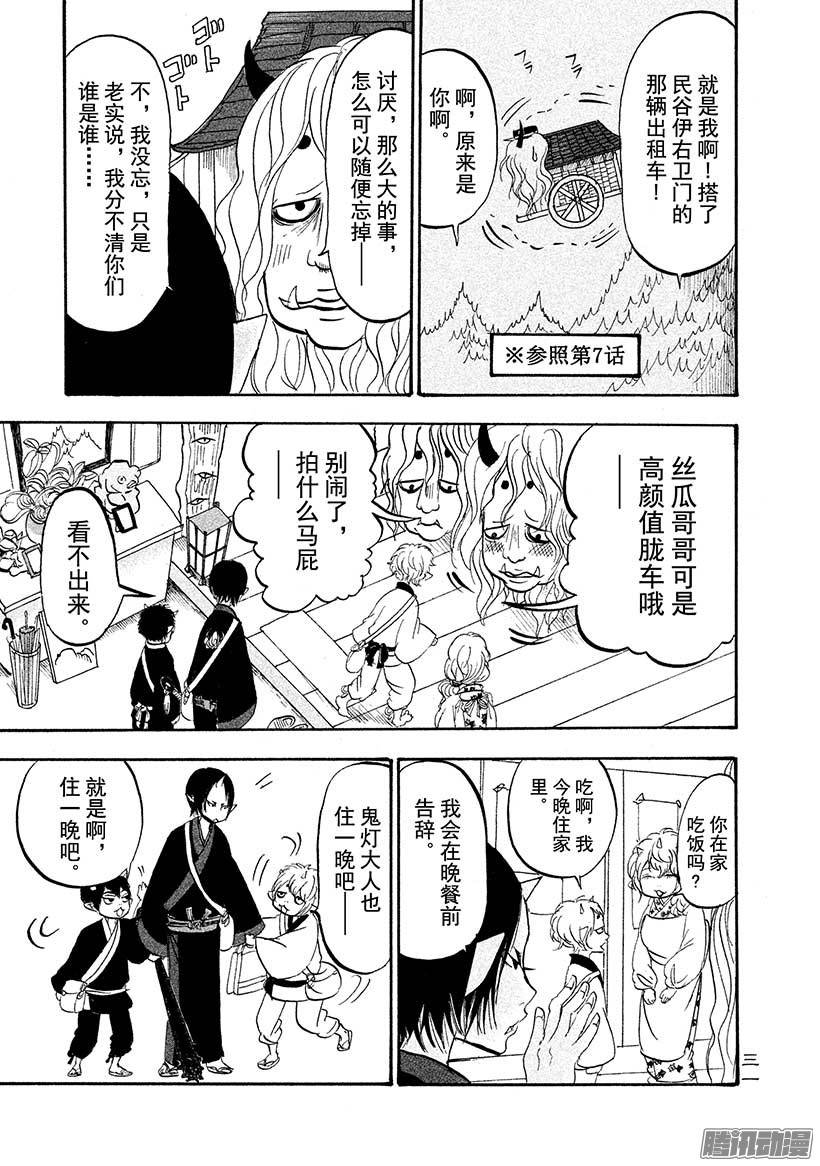 就是我啊！搭了
民谷伊右卫门的
那辆出租车！
啊，原来是
你啊。
※参照第7话
讨厌，那么大的事，
怎么可以随便忘掉——
ゴトゴト
不，我没忘，只是
老实说，我分不清你们
谁是谁……
丝瓜哥哥可是
高颜值胧车哦
——
别闹了，
拍什么马屁
——
看不出来。
你在家
吃饭吗？
吃啊，我
今晚住家
里。
我会在晚餐前
告辞。
鬼灯大人也
住一晚吧——
就是啊，
住一晚吧。
三一
腾讯动漫